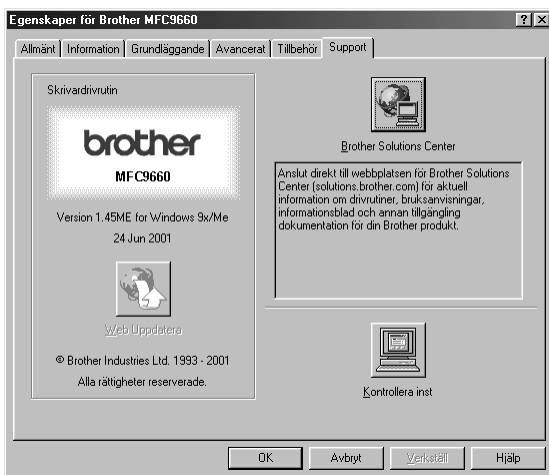 Egenskaper för Brother MFC9660
Allmänt Information Grundläggande Avancerat Tillbehör Support
Skrivardrivrutin
brother
MFC9660
Version 1.45ME for Windows 9x/Me
24 Jun 2001
Web Uppdatera
© Brother Industries Ltd. 1993 - 2001
Alla rättigheter reserverade.
Brother Solutions Center
Anslut direkt till webbplatsen för Brother Solutions
Center (solutions.brother.com) för aktuell
information om drivrutiner, bruksanvisningar,
informationsblad och annan tillgängling
dokumentation för din Brother produkt.
Kontrollera inst
OK Avbryt Verkställ Hjälp